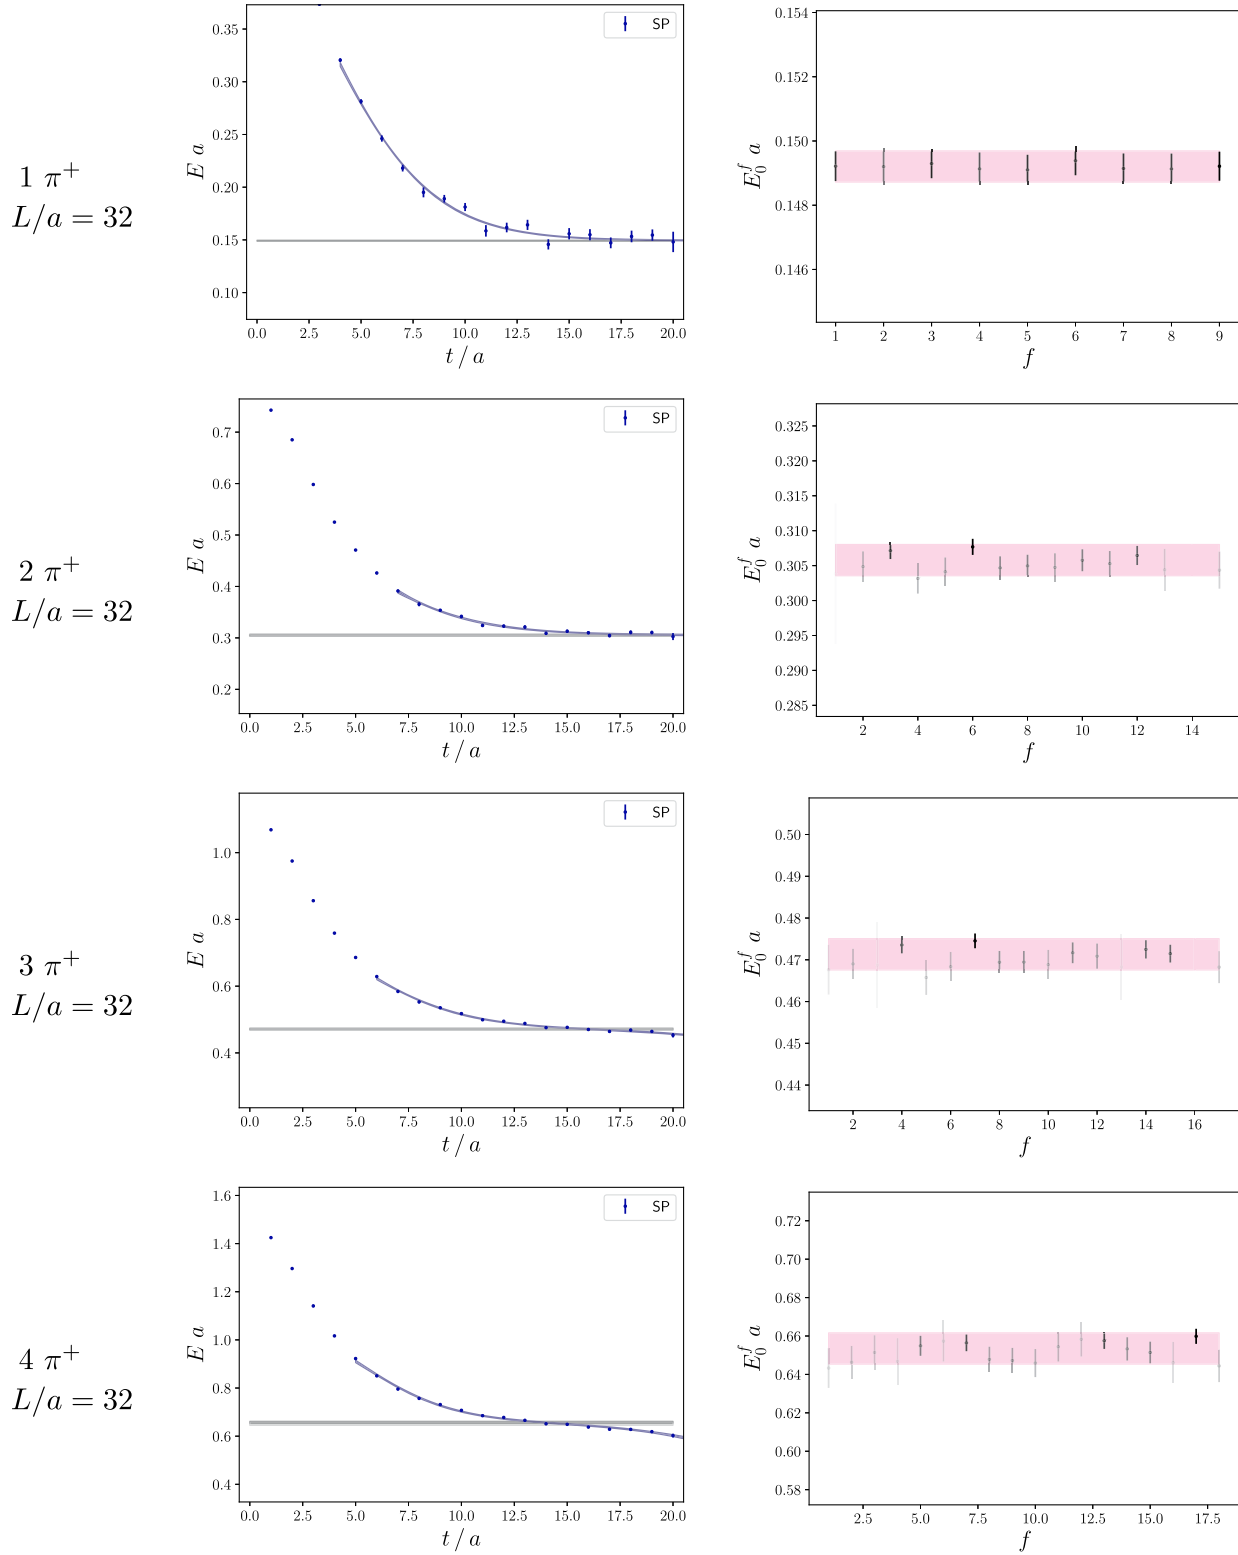 1 π⁺
L/a = 32
E a
0.35
0.30
0.25
0.20
0.15
0.10
SP
0.0 2.5 5.0 7.5 10.0 12.5 15.0 17.5 20.0
t / a
E₀ᶠ a
0.154
0.152
0.150
0.148
0.146
1 2 3 4 5 6 7 8 9
f
2 π⁺
L/a = 32
E a
0.7
0.6
0.5
0.4
0.3
0.2
SP
0.0 2.5 5.0 7.5 10.0 12.5 15.0 17.5 20.0
t / a
E₀ᶠ a
0.325
0.320
0.315
0.310
0.305
0.300
0.295
0.290
0.285
2 4 6 8 10 12 14
f
3 π⁺
L/a = 32
E a
1.0
0.8
0.6
0.4
SP
0.0 2.5 5.0 7.5 10.0 12.5 15.0 17.5 20.0
t / a
E₀ᶠ a
0.50
0.49
0.48
0.47
0.46
0.45
0.44
2 4 6 8 10 12 14 16
f
4 π⁺
L/a = 32
E a
1.6
1.4
1.2
1.0
0.8
0.6
0.4
SP
0.0 2.5 5.0 7.5 10.0 12.5 15.0 17.5 20.0
t / a
E₀ᶠ a
0.72
0.70
0.68
0.66
0.64
0.62
0.60
0.58
2.5 5.0 7.5 10.0 12.5 15.0 17.5
f